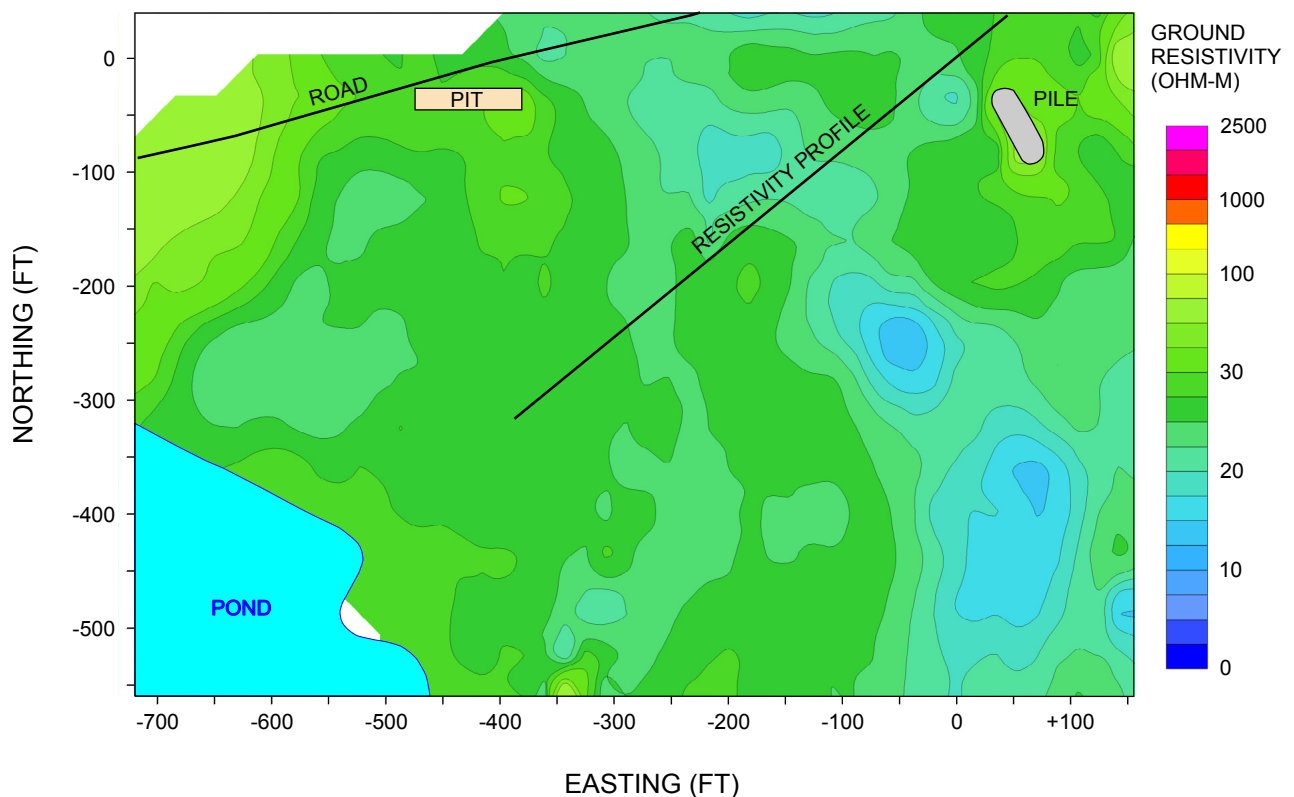 GROUND
RESISTIVITY
(OHM-M)
2500
1000
100
30
20
10
0
ROAD
PIT
PILE
RESISTIVITY PROFILE
POND
NORTHING (FT)
0
-100
-200
-300
-400
-500
-700 -600 -500 -400 -300 -200 -100 0 +100
EASTING (FT)